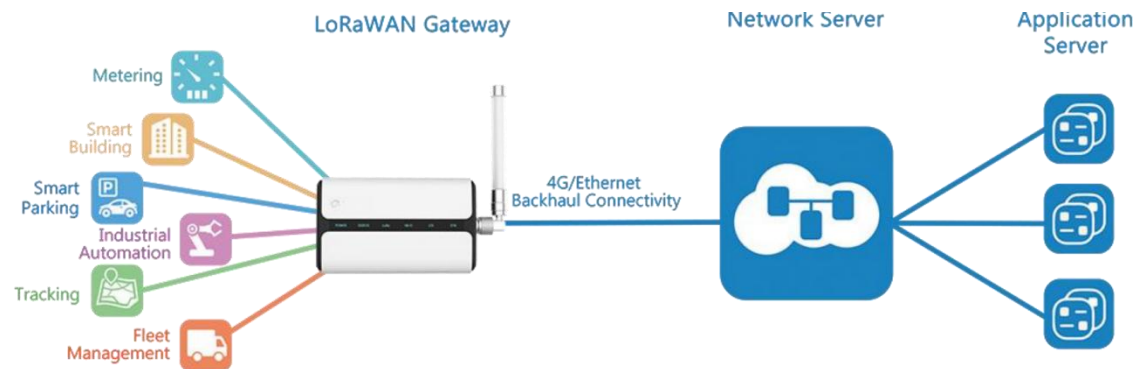 LoRaWAN Gateway
Network Server
Application
Server
Metering
Smart
Building
Smart
Parking
P
Industrial
Automation
Tracking
Fleet
Management
4G/Ethernet
Backhaul Connectivity